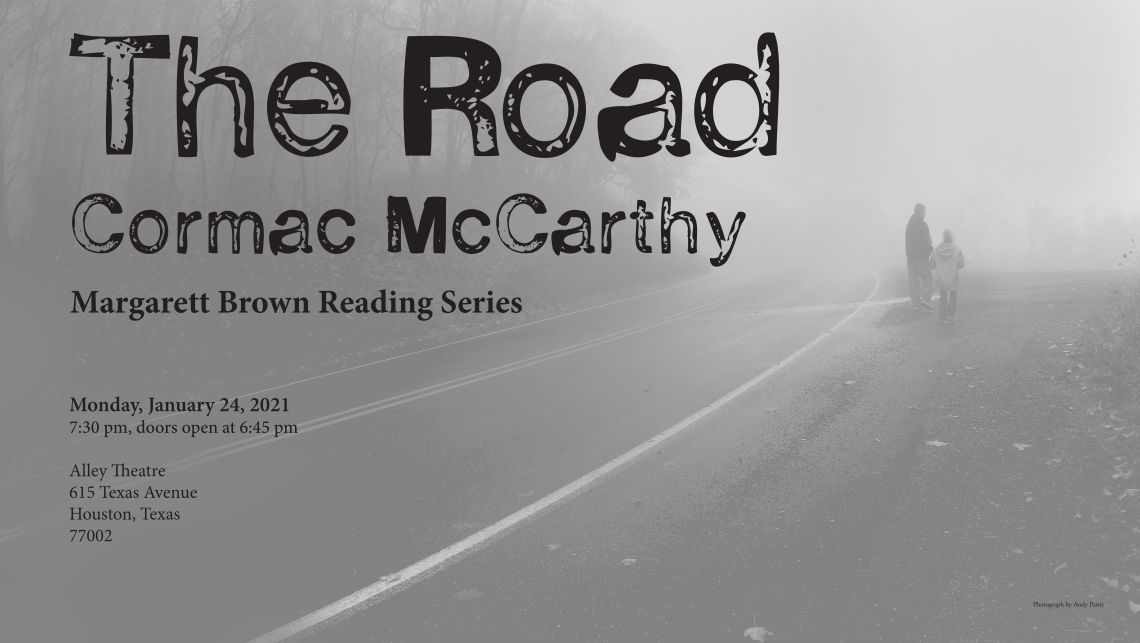 The Road
Cormac McCarthy
Margarett Brown Reading Series
Monday, January 24, 2021
7:30 pm, doors open at 6:45 pm
Alley Theatre
615 Texas Avenue
Houston, Texas
77002
Photograph by Andy Puntz